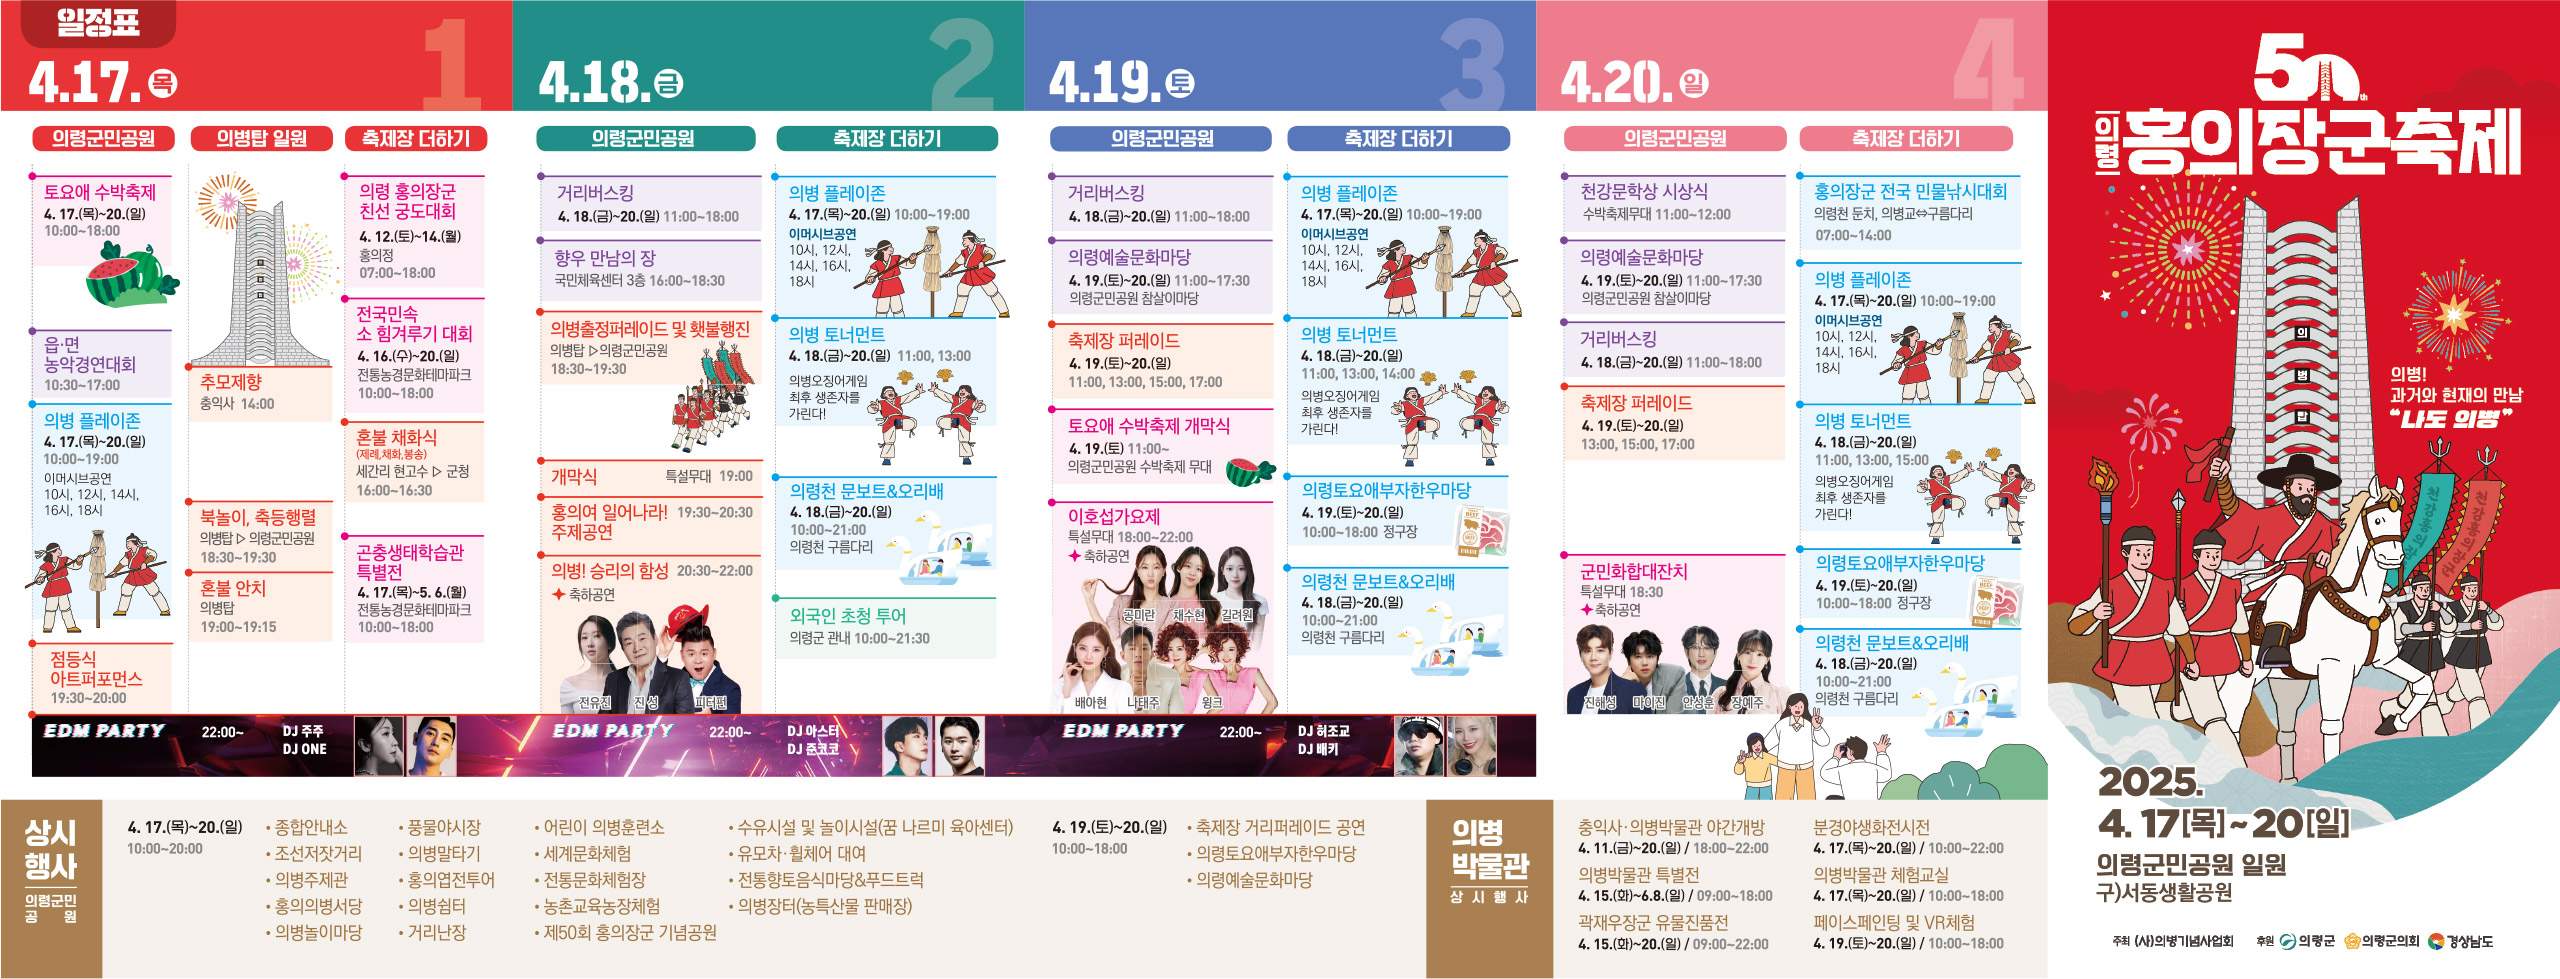 일정표
4.17.목
1
의령군민공원
의병탑 일원
축제장 더하기
토요애 수박축제
4. 17.(목)~20.(일)
10:00~18:00
읍·면
농악경연대회
10:30~17:00
의병 플레이존
4. 17.(목)~20.(일)
10:00~19:00
이머시브공연
10시, 12시, 14시,
16시, 18시
점등식
아트퍼포먼스
19:30~20:00
추모제향
충익사 14:00
북놀이, 축등행렬
의병탑 ▷ 의령군민공원
18:30~19:30
혼불 안치
의병탑
19:00~19:15
의령 홍의장군
친선 궁도대회
4. 12.(토)~14.(월)
홍의정
07:00~18:00
전국민속
소 힘겨루기 대회
4. 16.(수)~20.(일)
전통농경문화테마파크
10:00~18:00
혼불 채화식
(제례,채화,봉송)
세간리 현고수 ▷ 군청
16:00~16:30
곤충생태학습관
특별전
4. 17.(목)~5. 6.(월)
전통농경문화테마파크
10:00~18:00
EDM PARTY 22:00~
DJ 주주
DJ ONE
4.18.금
2
의령군민공원
축제장 더하기
거리버스킹
4. 18.(금)~20.(일) 11:00~18:00
향우 만남의 장
국민체육센터 3층 16:00~18:30
의병출정퍼레이드 및 횃불행진
의병탑 ▷의령군민공원
18:30~19:30
개막식 특설무대 19:00
홍의여 일어나라! 19:30~20:30
주제공연
의병! 승리의 함성 20:30~22:00
축하공연
전유진 진성 피터펀
의병 플레이존
4. 17.(목)~20.(일) 10:00~19:00
이머시브공연
10시, 12시,
14시, 16시,
18시
의병 토너먼트
4. 18.(금)~20.(일) 11:00, 13:00
의병오징어게임
최후 생존자를
가린다!
의령천 문보트&오리배
4. 18.(금)~20.(일)
10:00~21:00
의령천 구름다리
외국인 초청 투어
의령군 관내 10:00~21:30
EDM PARTY 22:00~
DJ 아스터
DJ 준코코
4.19.토
3
의령군민공원
축제장 더하기
거리버스킹
4. 18.(금)~20.(일) 11:00~18:00
의령예술문화마당
4. 19.(토)~20.(일) 11:00~17:30
의령군민공원 참살이마당
축제장 퍼레이드
4. 19.(토)~20.(일)
11:00, 13:00, 15:00, 17:00
토요애 수박축제 개막식
4. 19.(토) 11:00~
의령군민공원 수박축제 무대
이호섭가요제
특설무대 18:00~22:00
축하공연
공미란 채수현 길려원
배아현 나태주 윙크
의병 플레이존
4. 17.(목)~20.(일) 10:00~19:00
이머시브공연
10시, 12시,
14시, 16시,
18시
의병 토너먼트
4. 18.(금)~20.(일)
11:00, 13:00, 14:00
의병오징어게임
최후 생존자를
가린다!
의령토요애부자한우마당
4. 19.(토)~20.(일)
10:00~18:00 정구장
의령천 문보트&오리배
4. 18.(금)~20.(일)
10:00~21:00
의령천 구름다리
EDM PARTY 22:00~
DJ 허조교
DJ 배키
4.20.일
4
의령군민공원
축제장 더하기
천강문학상 시상식
수박축제무대 11:00~12:00
의령예술문화마당
4. 19.(토)~20.(일) 11:00~17:30
의령군민공원 참살이마당
거리버스킹
4. 18.(금)~20.(일) 11:00~18:00
축제장 퍼레이드
4. 19.(토)~20.(일)
13:00, 15:00, 17:00
군민화합대잔치
특설무대 18:30
축하공연
진해성 마이진 안성훈 장예주
홍의장군 전국 민물낚시대회
의령천 둔치, 의병교⇔구름다리
07:00~14:00
의병 플레이존
4. 17.(목)~20.(일) 10:00~19:00
이머시브공연
10시, 12시,
14시, 16시,
18시
의병 토너먼트
4. 18.(금)~20.(일)
11:00, 13:00, 15:00
의병오징어게임
최후 생존자를
가린다!
의령토요애부자한우마당
4. 19.(토)~20.(일)
10:00~18:00 정구장
의령천 문보트&오리배
4. 18.(금)~20.(일)
10:00~21:00
의령천 구름다리
상시
행사
의령군민
공 원
4. 17.(목)~20.(일)
10:00~20:00
• 종합안내소
• 조선저잣거리
• 의병주제관
• 홍의의병서당
• 의병놀이마당
• 풍물야시장
• 의병말타기
• 홍의엽전투어
• 의병쉼터
• 거리난장
• 어린이 의병훈련소
• 세계문화체험
• 전통문화체험장
• 농촌교육농장체험
• 제50회 홍의장군 기념공원
• 수유시설 및 놀이시설(꿈 나르미 육아센터)
• 유모차·휠체어 대여
• 전통향토음식마당&푸드트럭
• 의병장터(농특산물 판매장)
4. 19.(토)~20.(일)
10:00~18:00
• 축제장 거리퍼레이드 공연
• 의령토요애부자한우마당
• 의령예술문화마당
의병
박물관
상시행사
충익사·의병박물관 야간개방
4. 11.(금)~20.(일) / 18:00~22:00
의병박물관 특별전
4. 15.(화)~6.8.(일) / 09:00~18:00
곽재우장군 유물진품전
4. 15.(화)~20.(일) / 09:00~22:00
분경야생화전시전
4. 17.(목)~20.(일) / 10:00~22:00
의병박물관 체험교실
4. 17.(목)~20.(일) / 10:00~18:00
페이스페인팅 및 VR체험
4. 19.(토)~20.(일) / 10:00~18:00
50th
의령 홍의장군축제
의
병
탑
의병!
과거와 현재의 만남
“나도 의병”
천강홍의장군
천강홍의장군
2025.
4. 17[목]~20[일]
의령군민공원 일원
구)서동생활공원
주최 (사)의병기념사업회 후원 의령군 의령군의회 경상남도